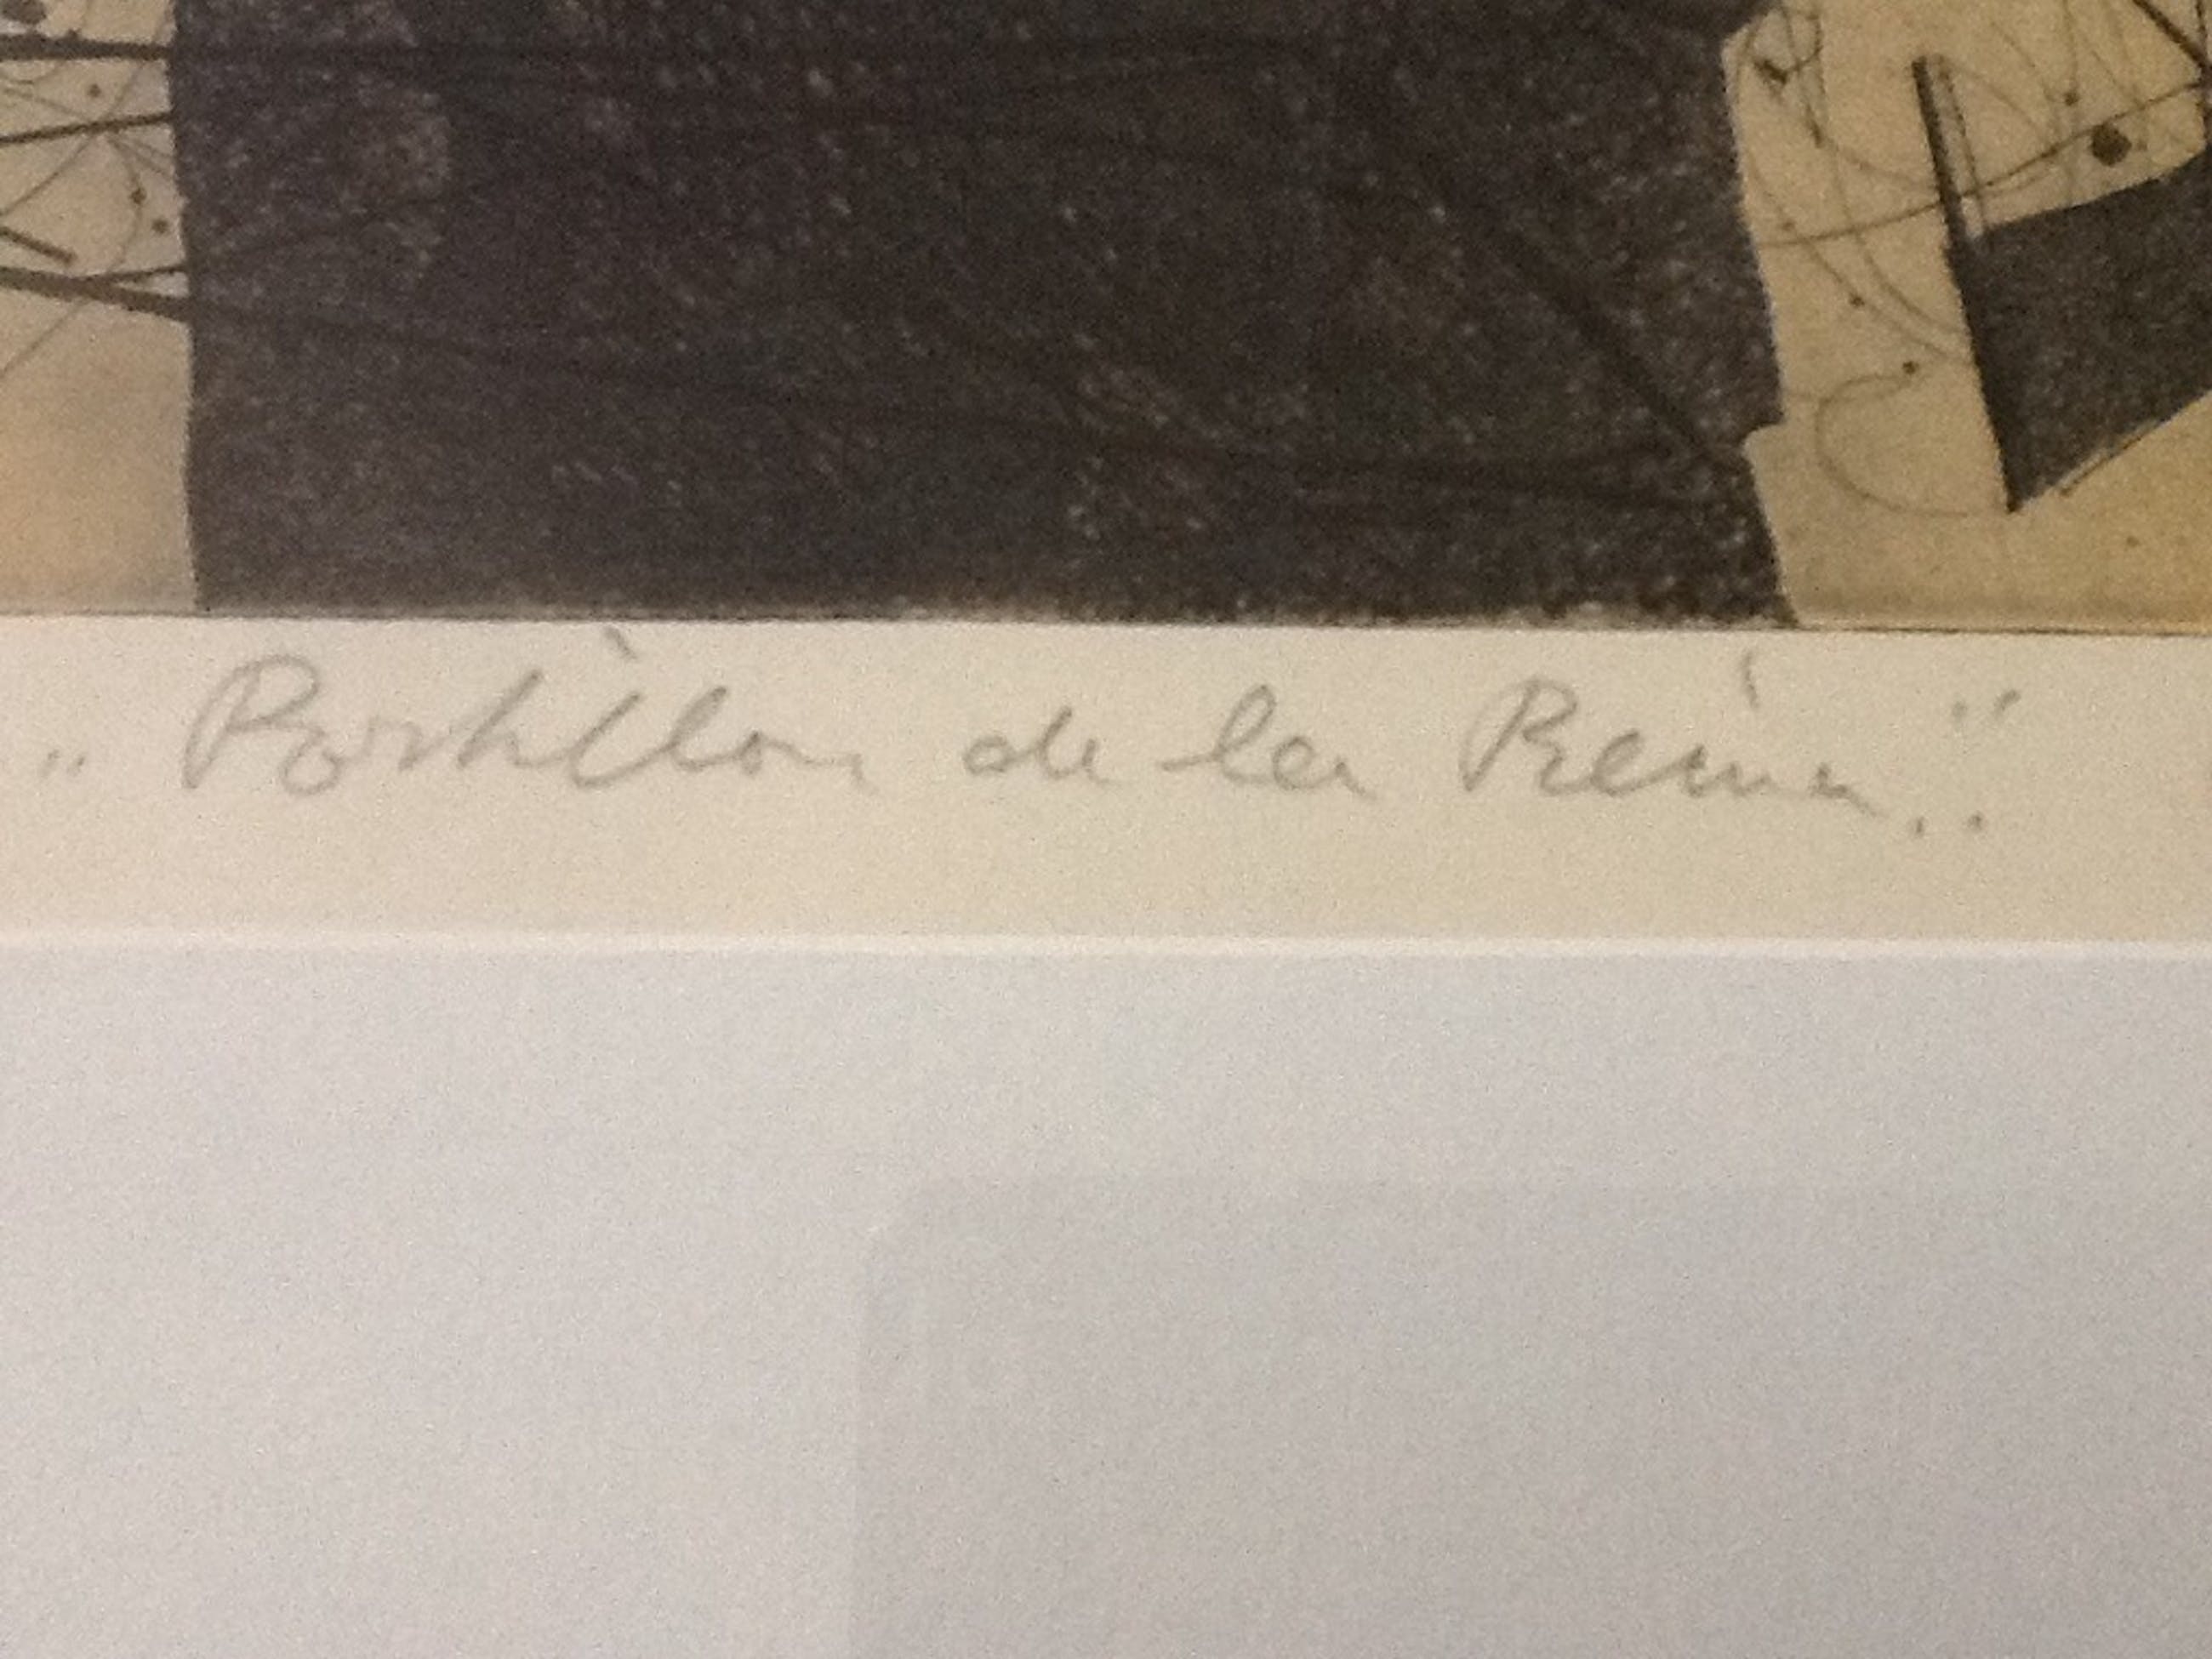 „Portillon de la Reina..“